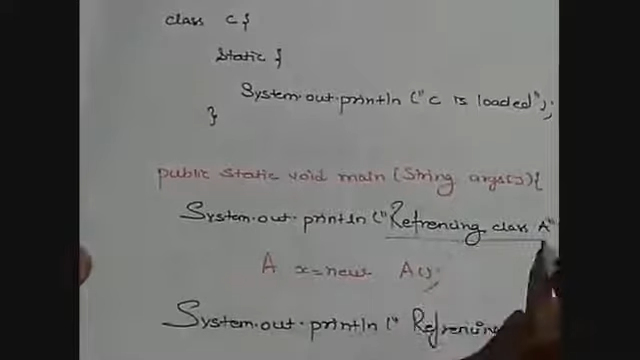 class C{
static {
System.out.println ("C is loaded");
}
public static void main (String args[]){
System.out.println ("Refrencing class A"
A x=new A();
System.out.println (" Refrencing